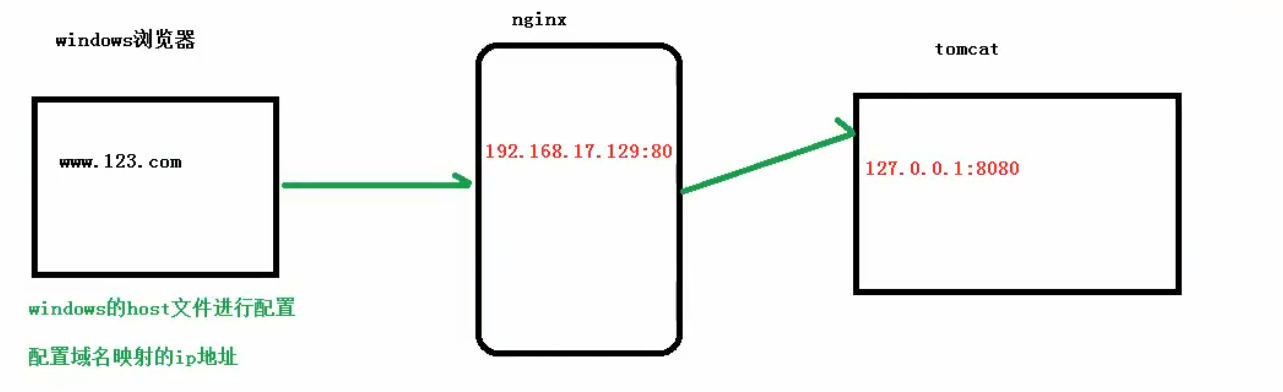 windows浏览器
www.123.com
windows的host文件进行配置
配置域名映射的ip地址
nginx
192.168.17.129:80
tomcat
127.0.0.1:8080